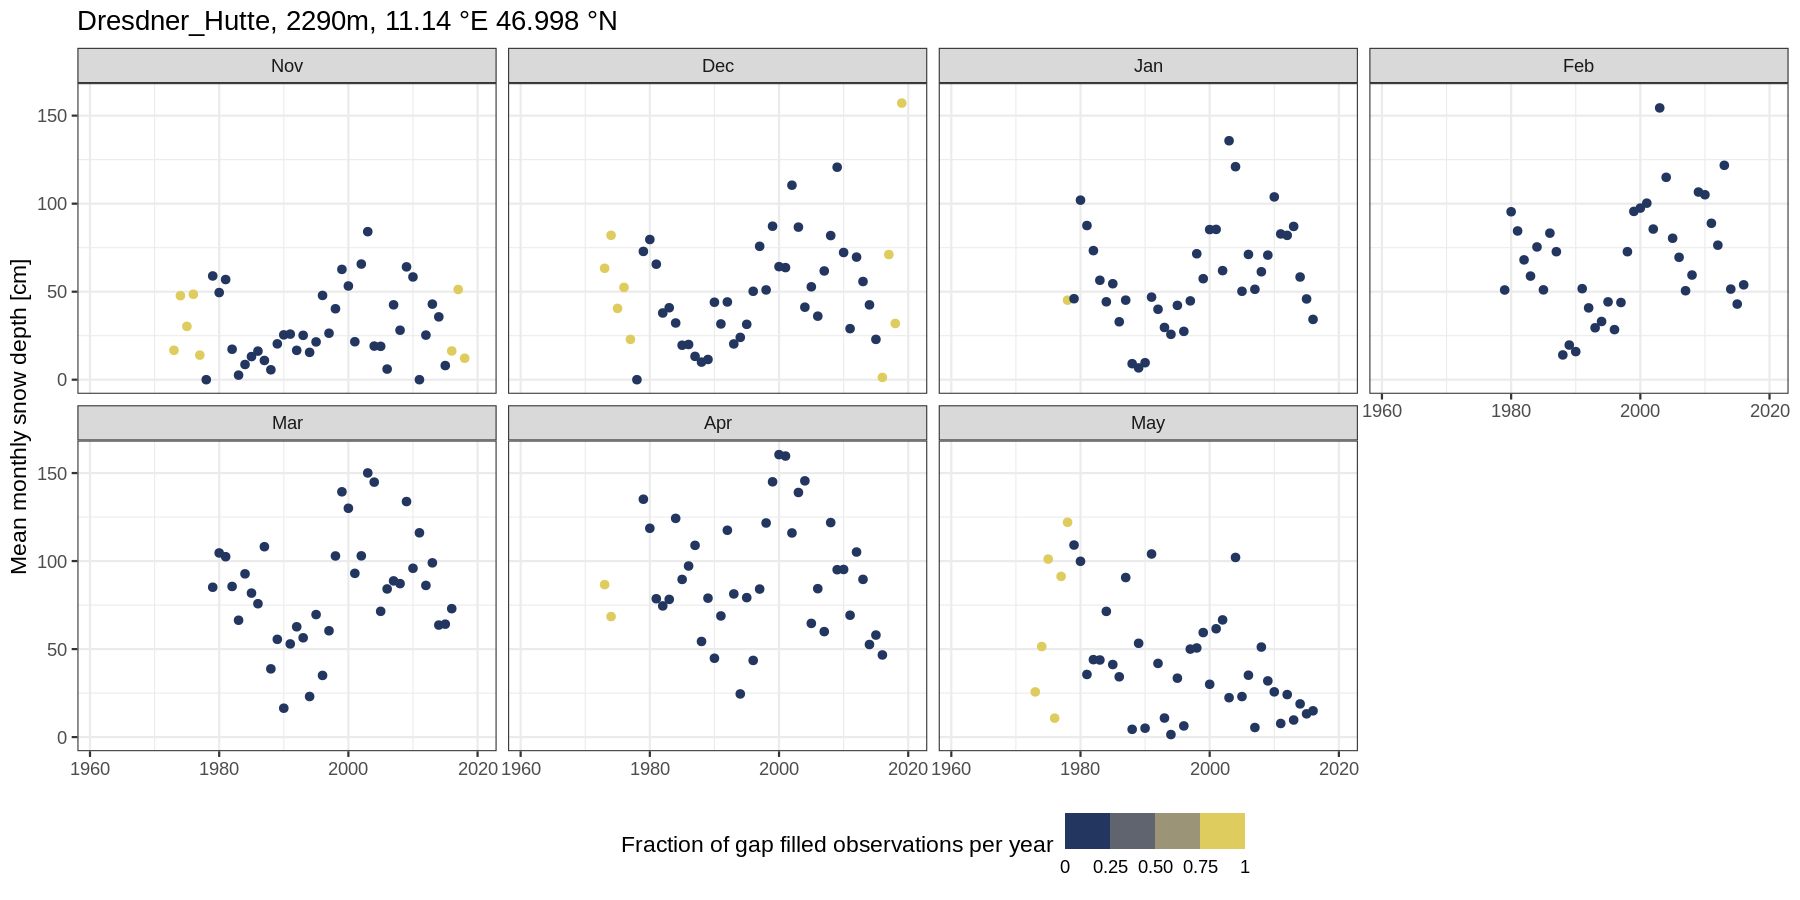 Dresdner_Hutte, 2290m, 11.14 °E 46.998 °N
Nov Dec Jan Feb
150
100
50
0
1960 1980 2000 2020
Mean monthly snow depth [cm]
Mar Apr May
150
100
50
0
1960 1980 2000 2020 1960 1980 2000 2020 1960 1980 2000 2020
Fraction of gap filled observations per year
0 0.25 0.50 0.75 1